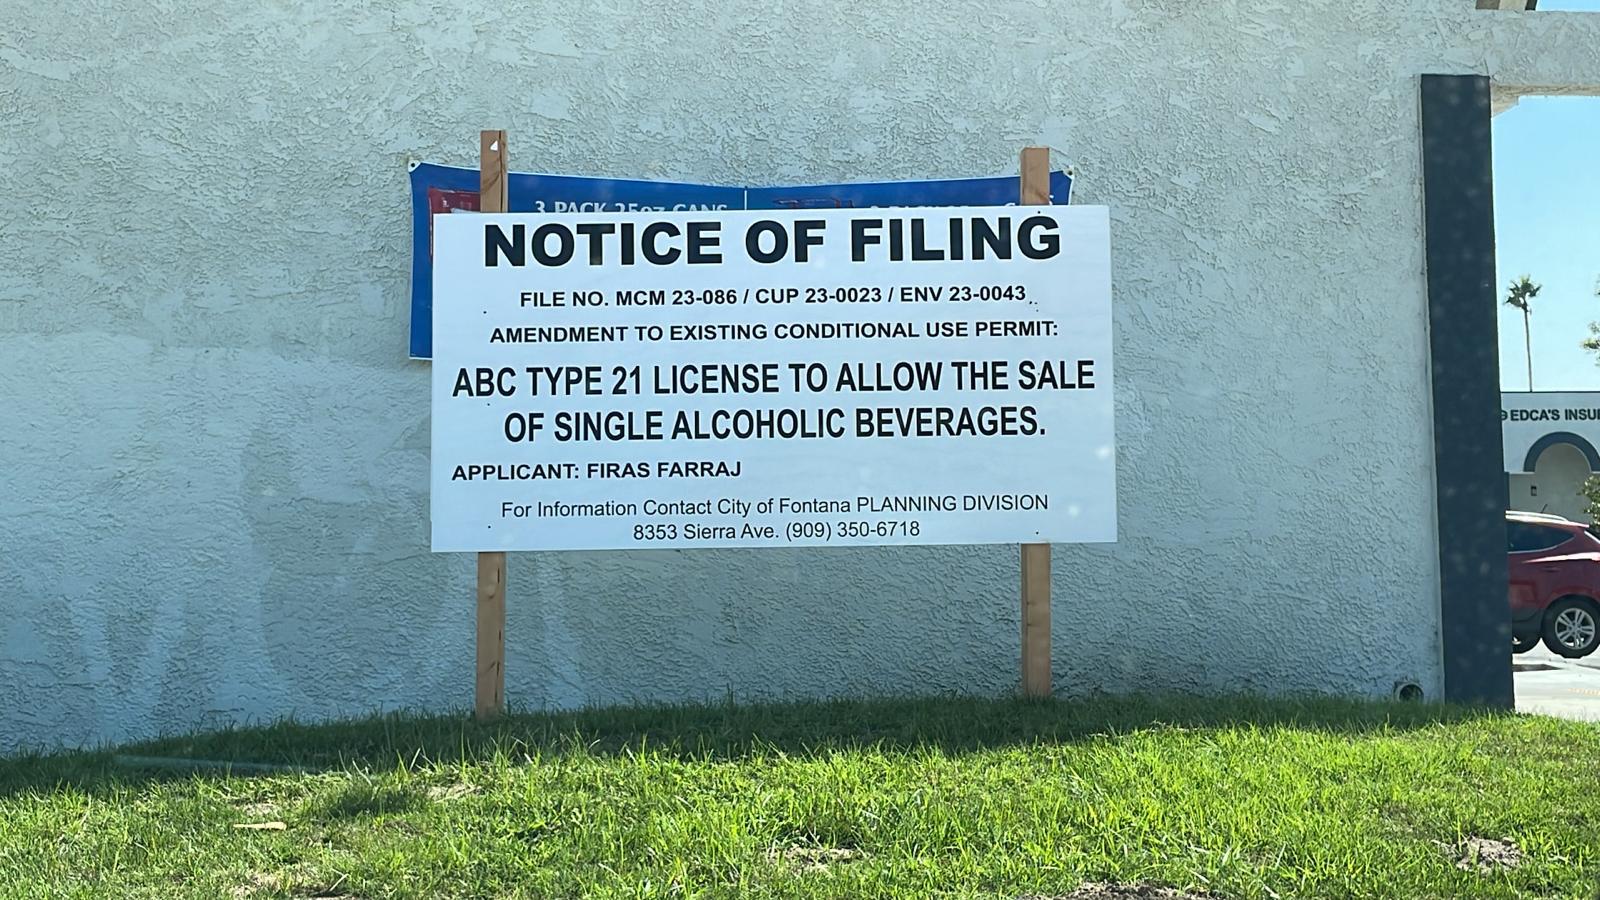 3 PACK 25oz CANS
NOTICE OF FILING
FILE NO. MCM 23-086 / CUP 23-0023 / ENV 23-0043
AMENDMENT TO EXISTING CONDITIONAL USE PERMIT:
ABC TYPE 21 LICENSE TO ALLOW THE SALE
OF SINGLE ALCOHOLIC BEVERAGES.
APPLICANT: FIRAS FARRAJ
For Information Contact City of Fontana PLANNING DIVISION
8353 Sierra Ave. (909) 350-6718
EDCA'S INSU